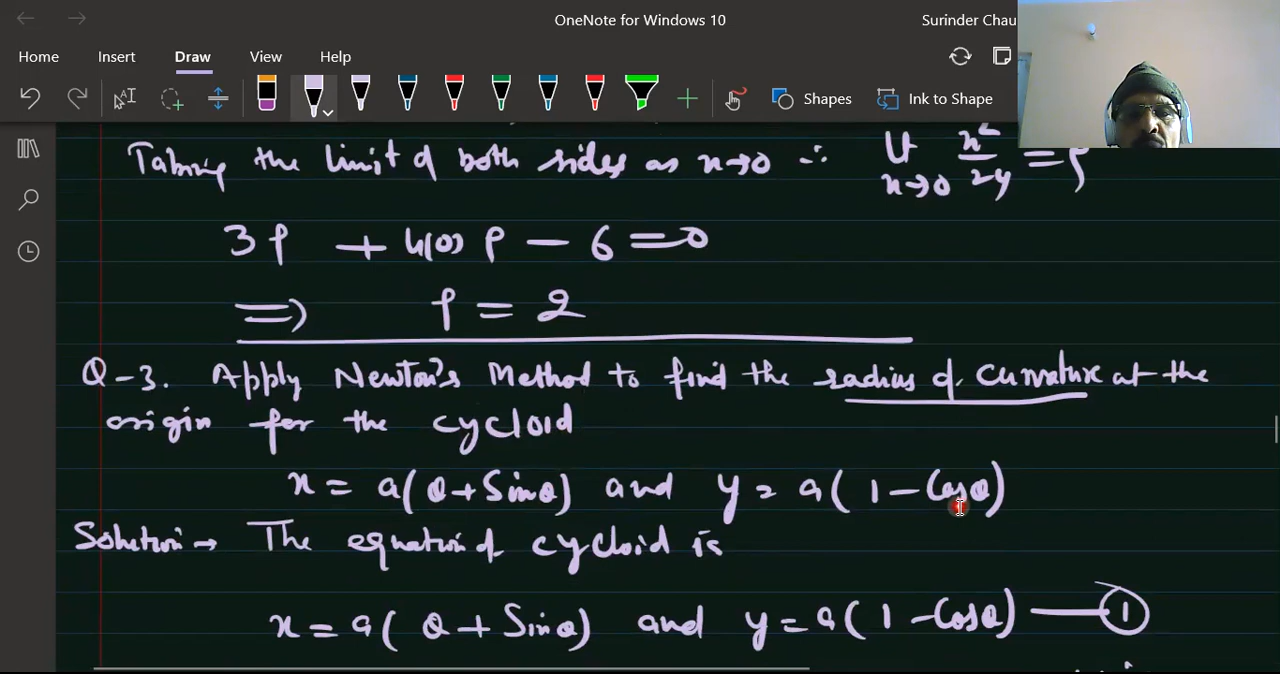 OneNote for Windows 10
Surinder Chau
Home Insert Draw View Help
Shapes Ink to Shape
Taking the limit of both sides as x→0 ∴ Lt x→0 x²/2y = ρ
3ρ + 4(0) ρ - 6 = 0
⇒ ρ = 2
Q-3. Apply Newton's Method to find the radius of curvature at the
origin for the cycloid
x = a(θ + Sinθ) and y = a(1 - Cosθ)
Solution → The equation of cycloid is
x = a(θ + Sinθ) and y = a(1 - Cosθ) — ①